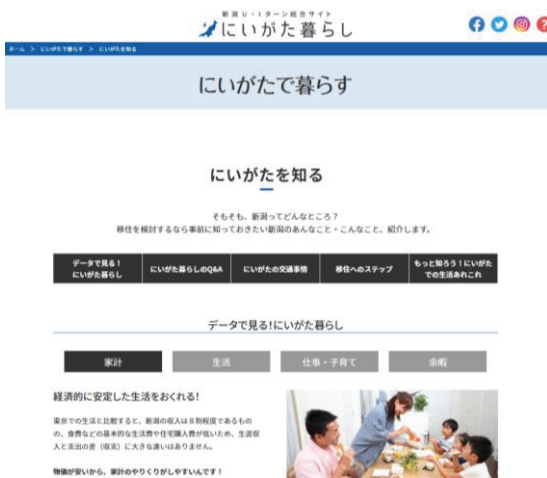 新潟U・Iターン総合サイト
にいがた暮らし
ホーム > にいがたで暮らす > にいがたを知る
にいがたで暮らす
にいがたを知る
そもそも、新潟ってどんなところ？
移住を検討するなら事前に知っておきたい新潟のあんなこと・こんなこと、紹介します。
データで見る！
にいがた暮らし
にいがた暮らしのQ&A
にいがたの交通事情
移住へのステップ
もっと知ろう！にいがた
での生活あれこれ
データで見る!にいがた暮らし
家計
生活
仕事・子育て
余暇
経済的に安定した生活をおくれる!
東京での生活と比較すると、新潟の収入は８割程度であるもの
の、食費などの基本的な生活費や住宅購入費が低いため、生涯収
入と支出の差（収支）に大きな違いはありません。
物価が安いから、家計のやりくりがしやすいんです！